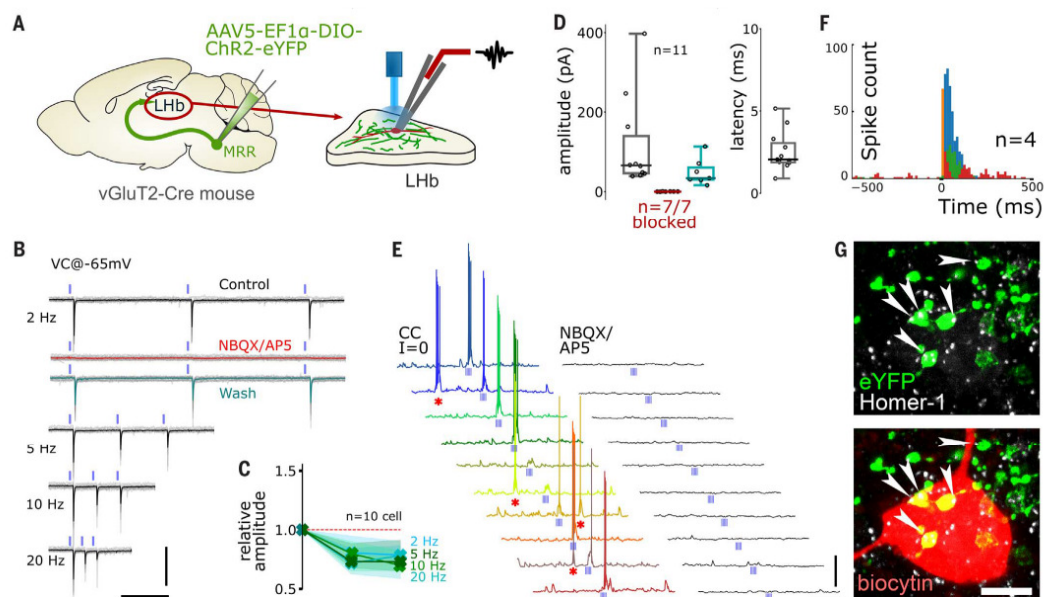 A
AAV5-EF1α-DIO-
ChR2-eYFP
LHb
MRR
vGluT2-Cre mouse
LHb
B
VC@-65mV
Control
2 Hz
NBQX/AP5
Wash
5 Hz
10 Hz
20 Hz
C
relative
amplitude
1.5
1.0
0.5
n=10 cell
2 Hz
5 Hz
10 Hz
20 Hz
D
amplitude (pA)
400
200
0
n=11
n=7/7
blocked
latency (ms)
10
5
0
E
CC
I=0
NBQX/
AP5
*
*
*
*
F
Spike count
100
50
0
n=4
-500
0
500
Time (ms)
G
eYFP
Homer-1
biocytin